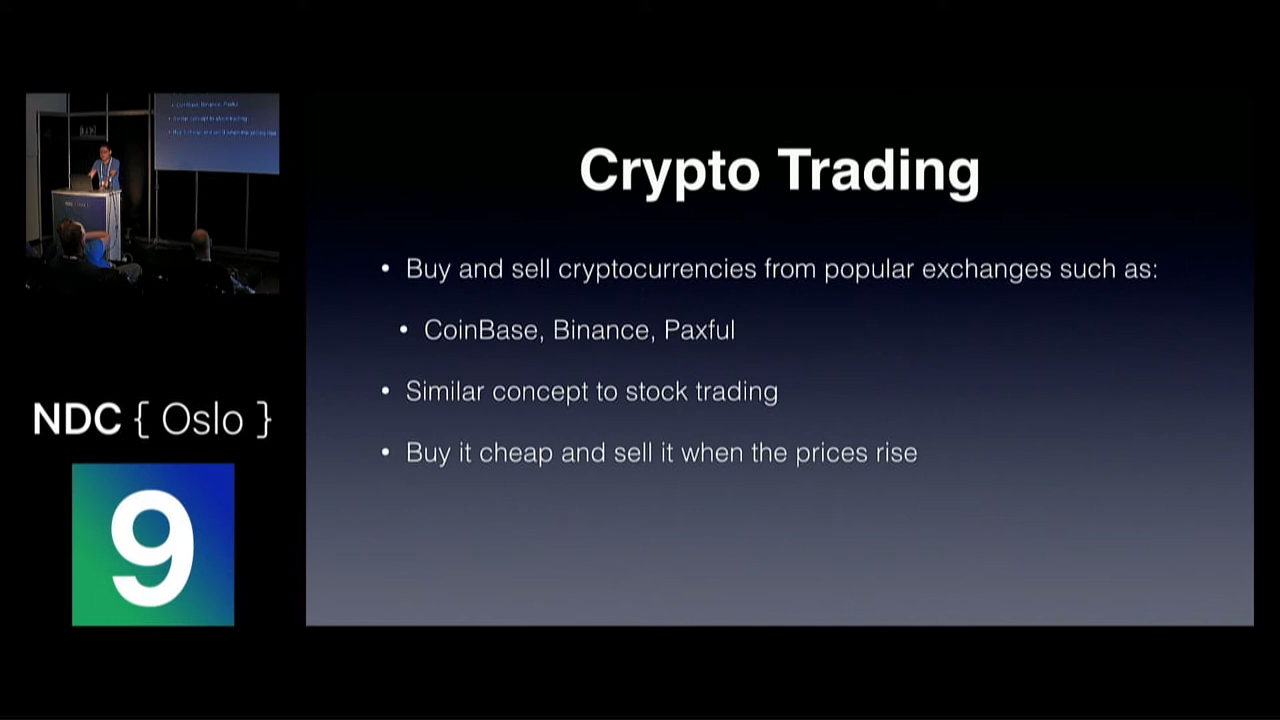 Crypto Trading
• Buy and sell cryptocurrencies from popular exchanges such as:
• CoinBase, Binance, Paxful
• Similar concept to stock trading
• Buy it cheap and sell it when the prices rise
NDC { Oslo }
9